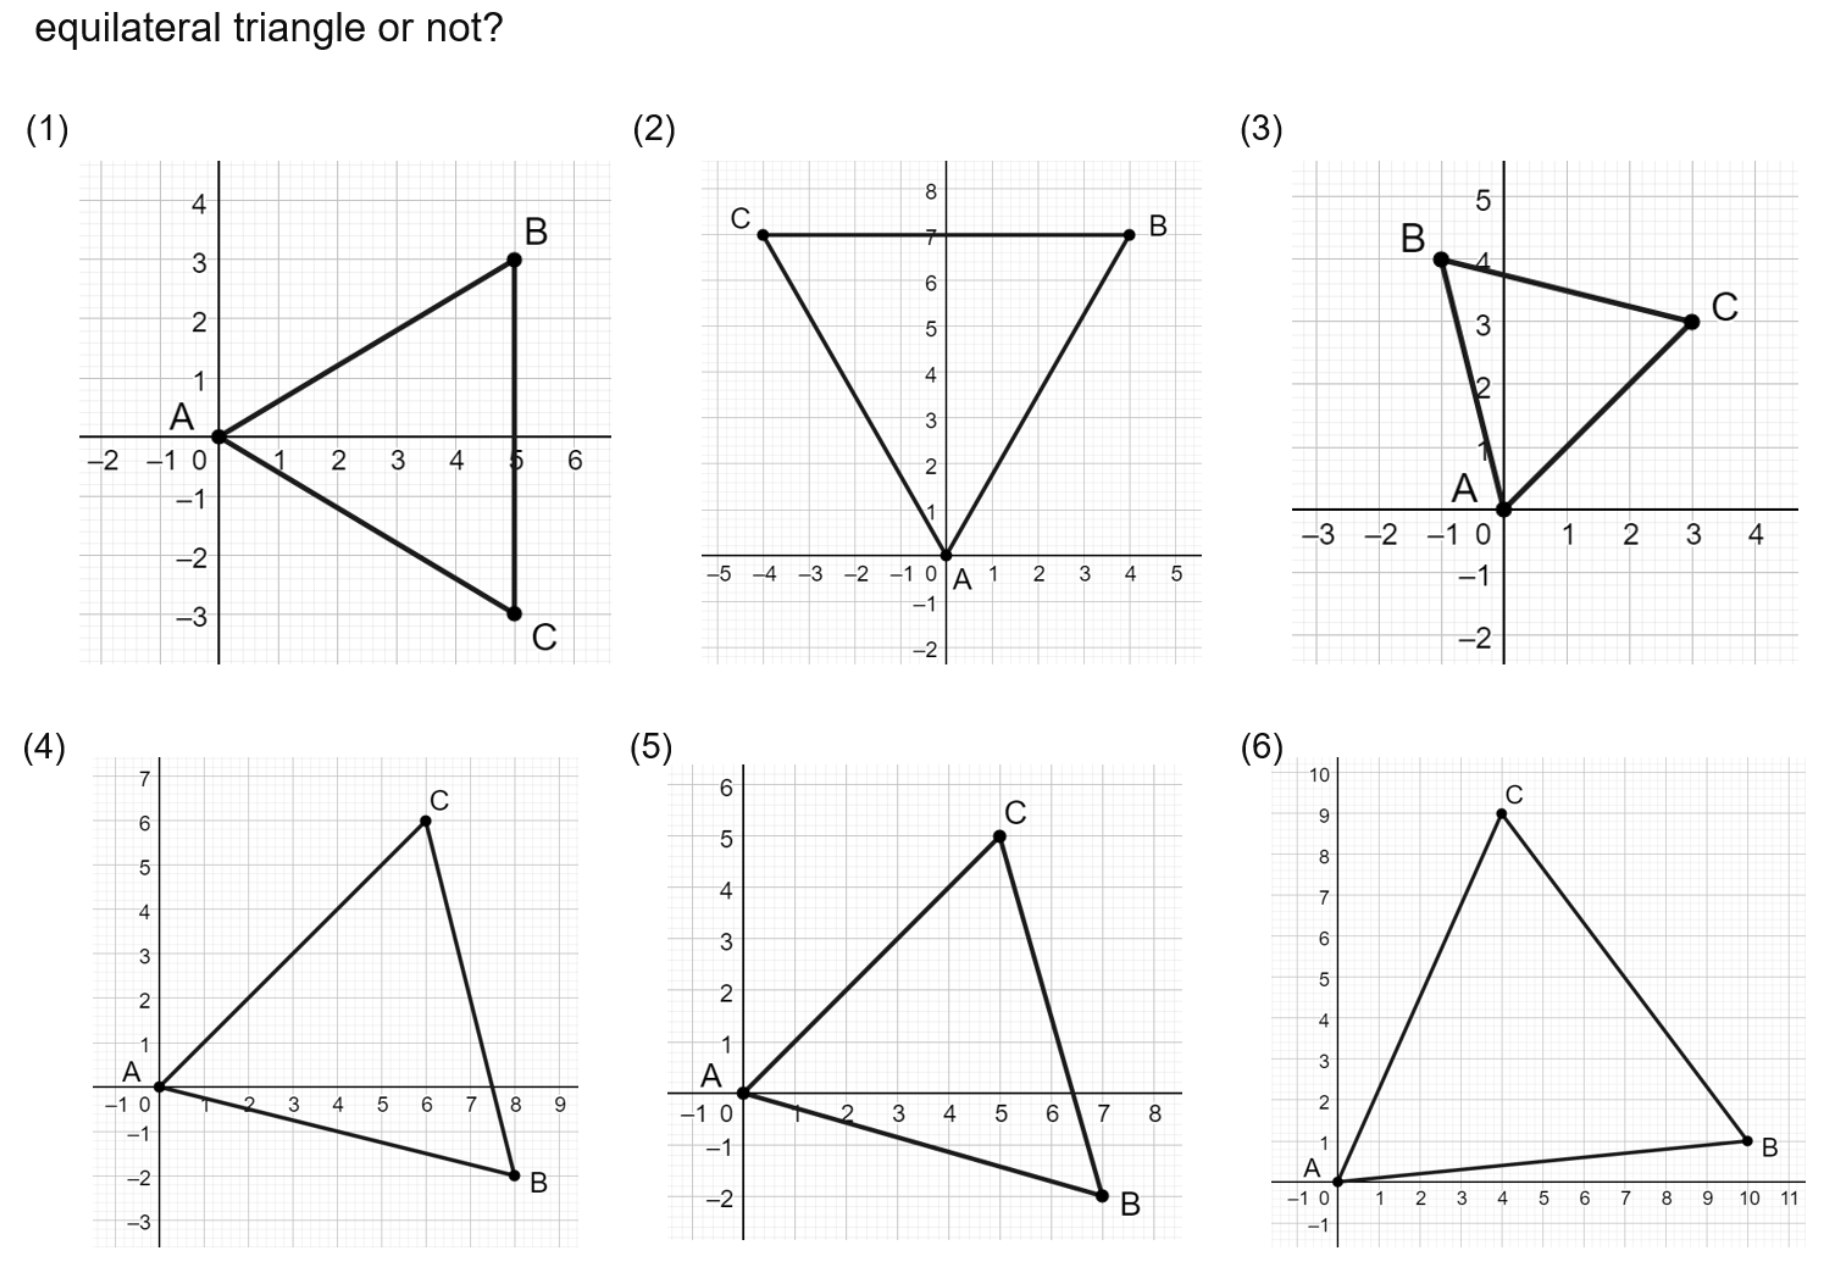 equilateral triangle or not?
(1) (2) (3)
4
3
2
1
A
B
C
–2 –1 0 1 2 3 4 5 6
–1
–2
–3
8
C B
7
6
5
4
3
2
1
–5 –4 –3 –2 –1 0 A 1 2 3 4 5
–1
–2
5
B
4
C
3
2
1
A
–3 –2 –1 0 1 2 3 4
–1
–2
(4) (5) (6)
7
C
6
5
4
3
2
1
A
–1 0 1 2 3 4 5 6 7 8 9
–1
–2 B
–3
6
C
5
4
3
2
1
A
–1 0 1 2 3 4 5 6 7 8
–1
–2 B
10
C
9
8
7
6
5
4
3
2
1 B
A
–1 0 1 2 3 4 5 6 7 8 9 10 11
–1